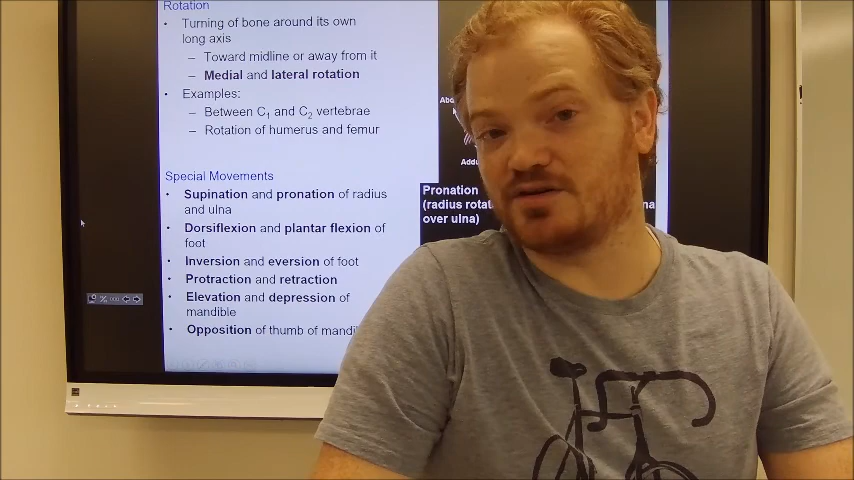 Rotation
• Turning of bone around its own
long axis
– Toward midline or away from it
– Medial and lateral rotation
• Examples:
– Between C1 and C2 vertebrae
– Rotation of humerus and femur
Special Movements
• Supination and pronation of radius
and ulna
• Dorsiflexion and plantar flexion of
foot
• Inversion and eversion of foot
• Protraction and retraction
• Elevation and depression of
mandible
• Opposition of thumb of mandi
Pronation
(radius rota
over ulna)
na